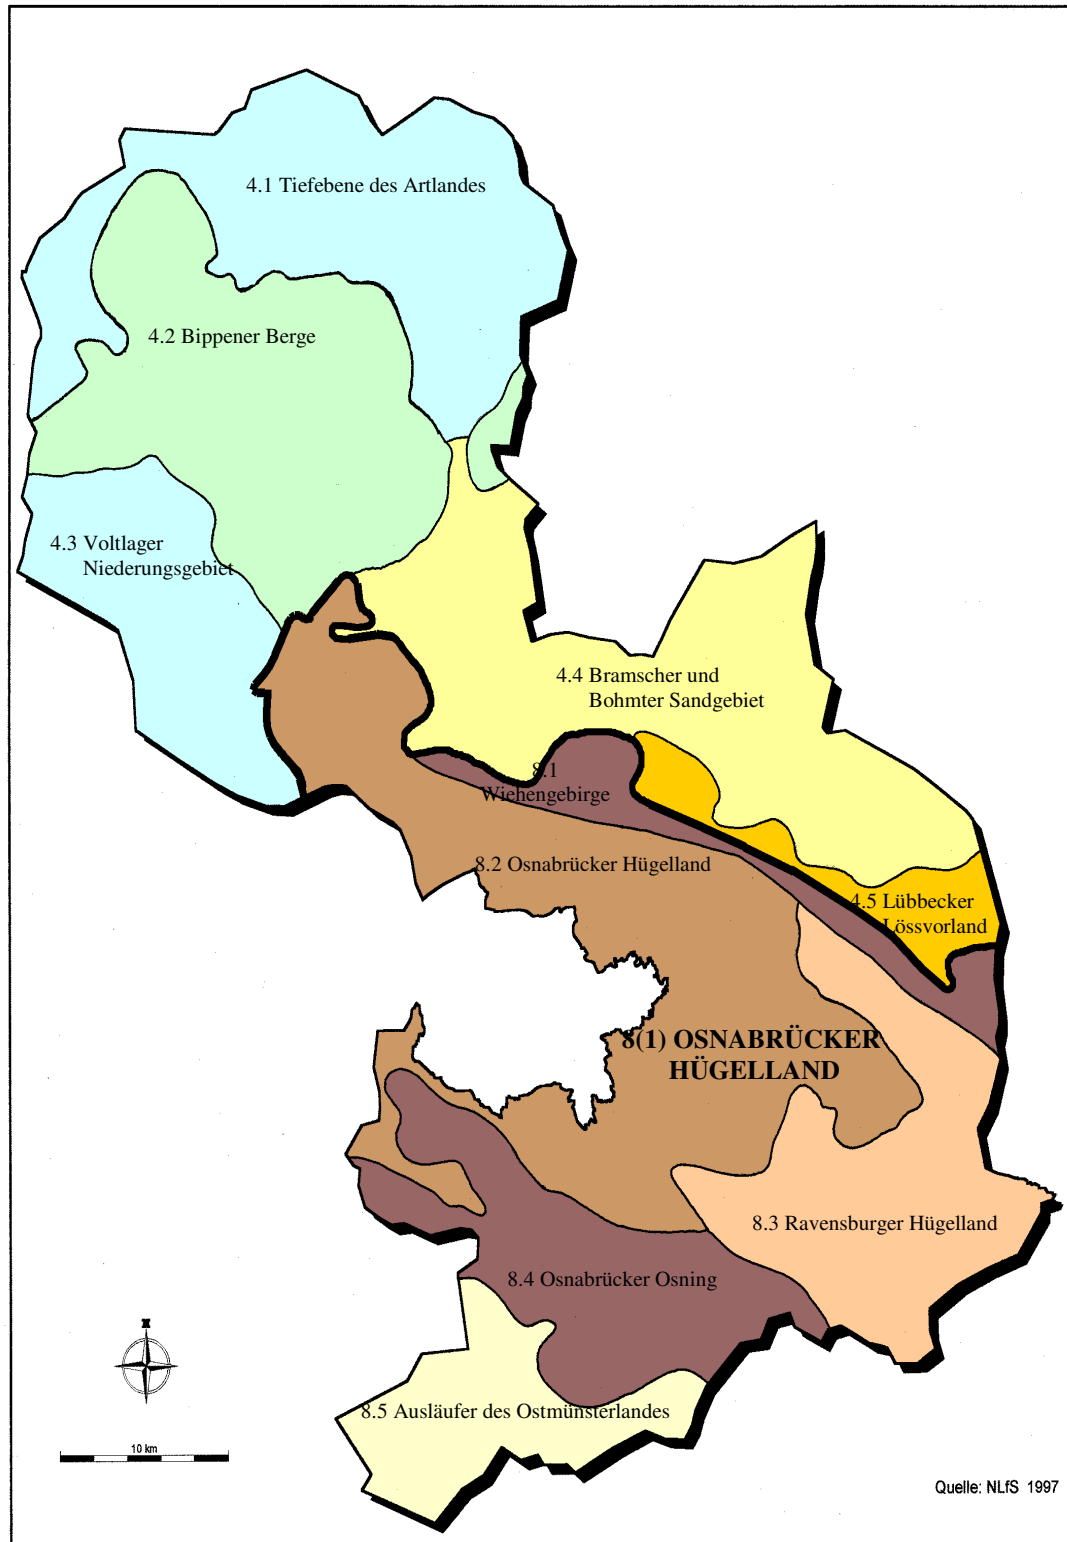 4.1 Tiefebene des Artlandes
4.2 Bippener Berge
4.3 Voltlager
Niederungsgebiet
4.4 Bramscher und
Bohmter Sandgebiet
8.1
Wiehengebirge
8.2 Osnabrücker Hügelland
4.5 Lübbecker
Lössvorland
8(1) OSNABRÜCKER
HÜGELLAND
8.3 Ravensburger Hügelland
8.4 Osnabrücker Osning
N
8.5 Ausläufer des Ostmünsterlandes
10 km
Quelle: NLfS 1997